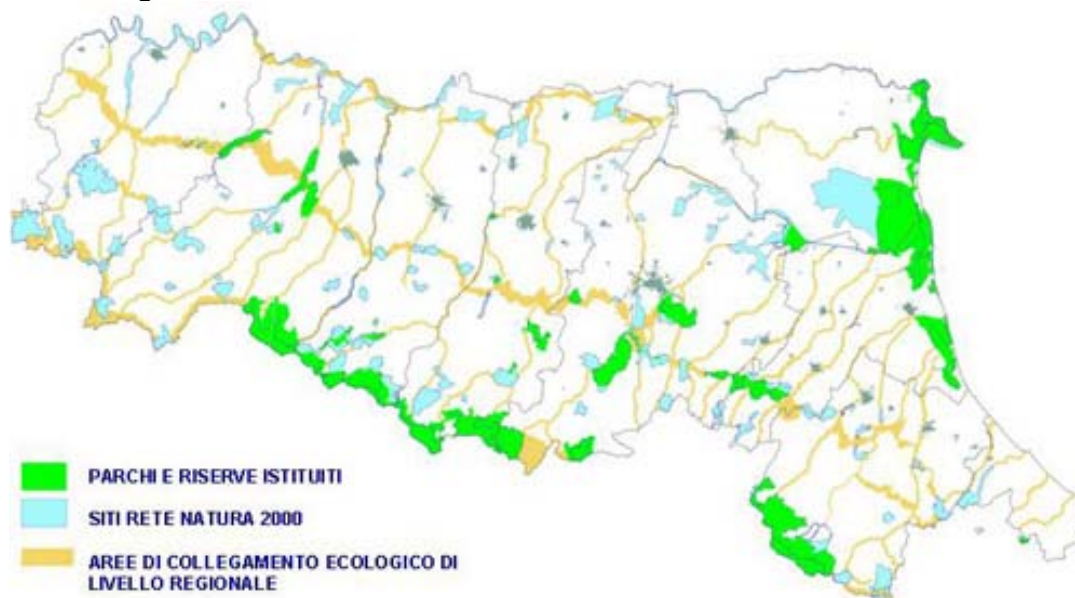 PARCHI E RISERVE ISTITUITI
SITI RETE NATURA 2000
AREE DI COLLEGAMENTO ECOLOGICO DI
LIVELLO REGIONALE